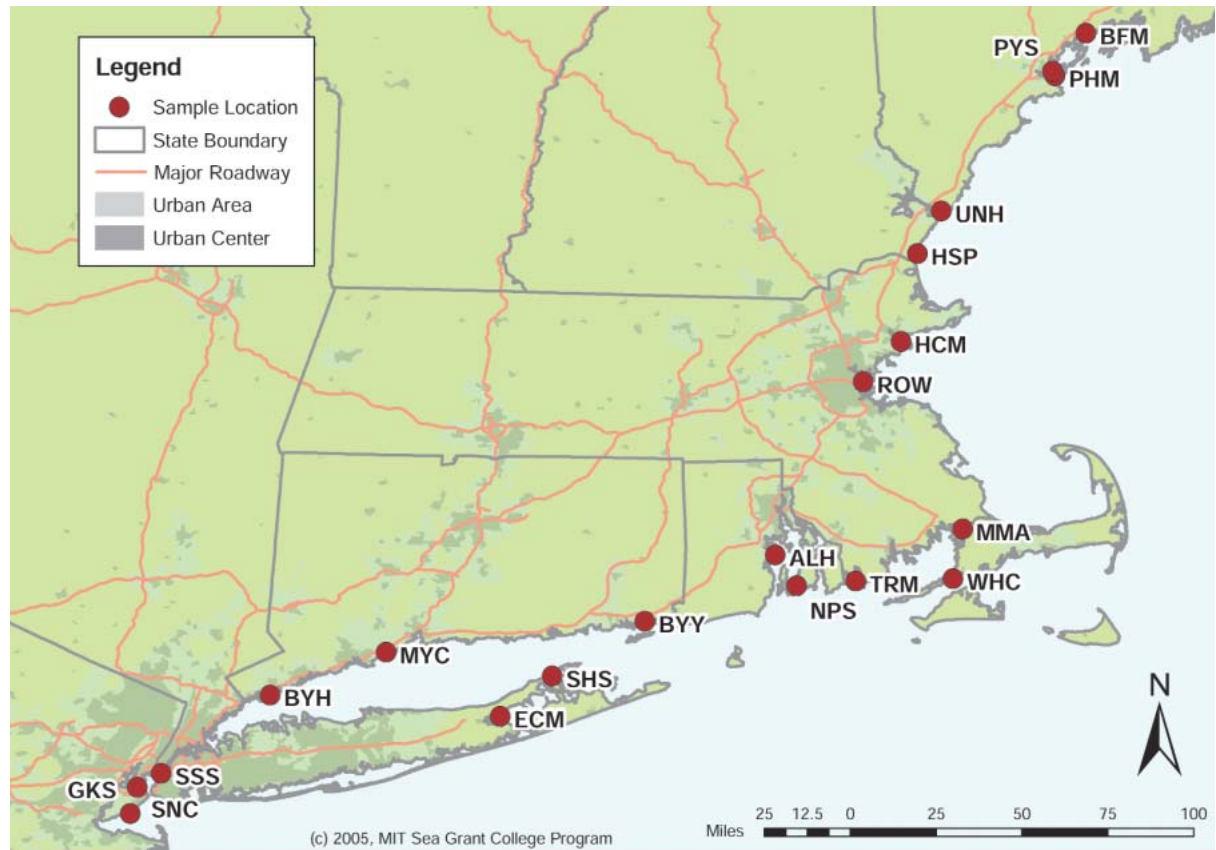 Legend
Sample Location
State Boundary
Major Roadway
Urban Area
Urban Center
BFM
PYS
PHM
UNH
HSP
HCM
ROW
MMA
ALH
TRM
WHC
NPS
BYY
MYC
SHS
BYH
ECM
SSS
GKS
SNC
N
25 12.5 0 25 50 75 100
Miles
(c) 2005, MIT Sea Grant College Program